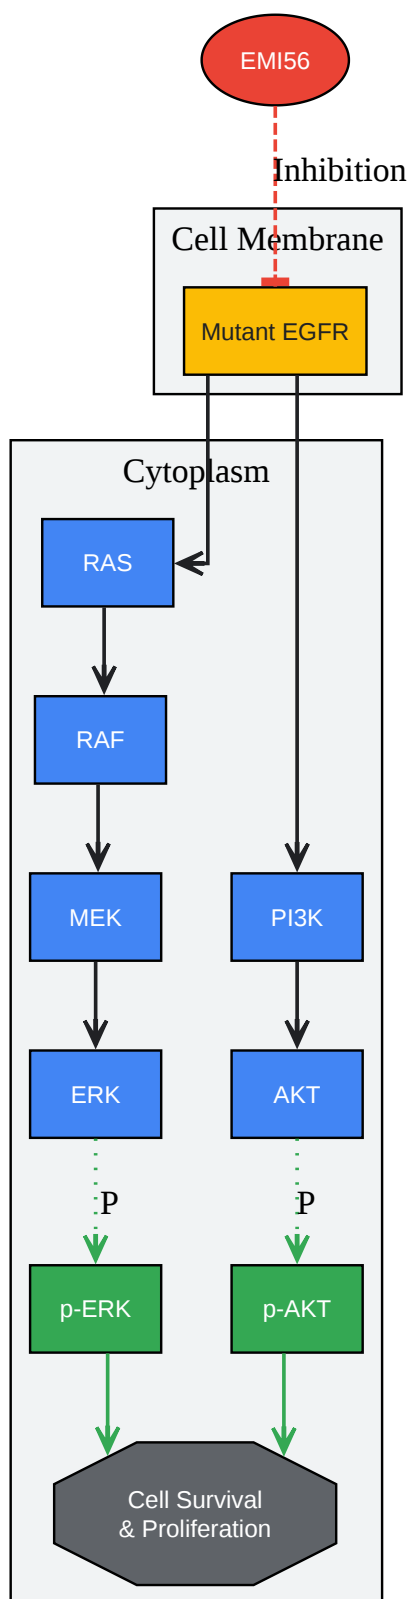 EMI56
Inhibition
Cell Membrane
Mutant EGFR
Cytoplasm
RAS
RAF
MEK
PI3K
ERK
AKT
P
P
p-ERK
p-AKT
Cell Survival
& Proliferation